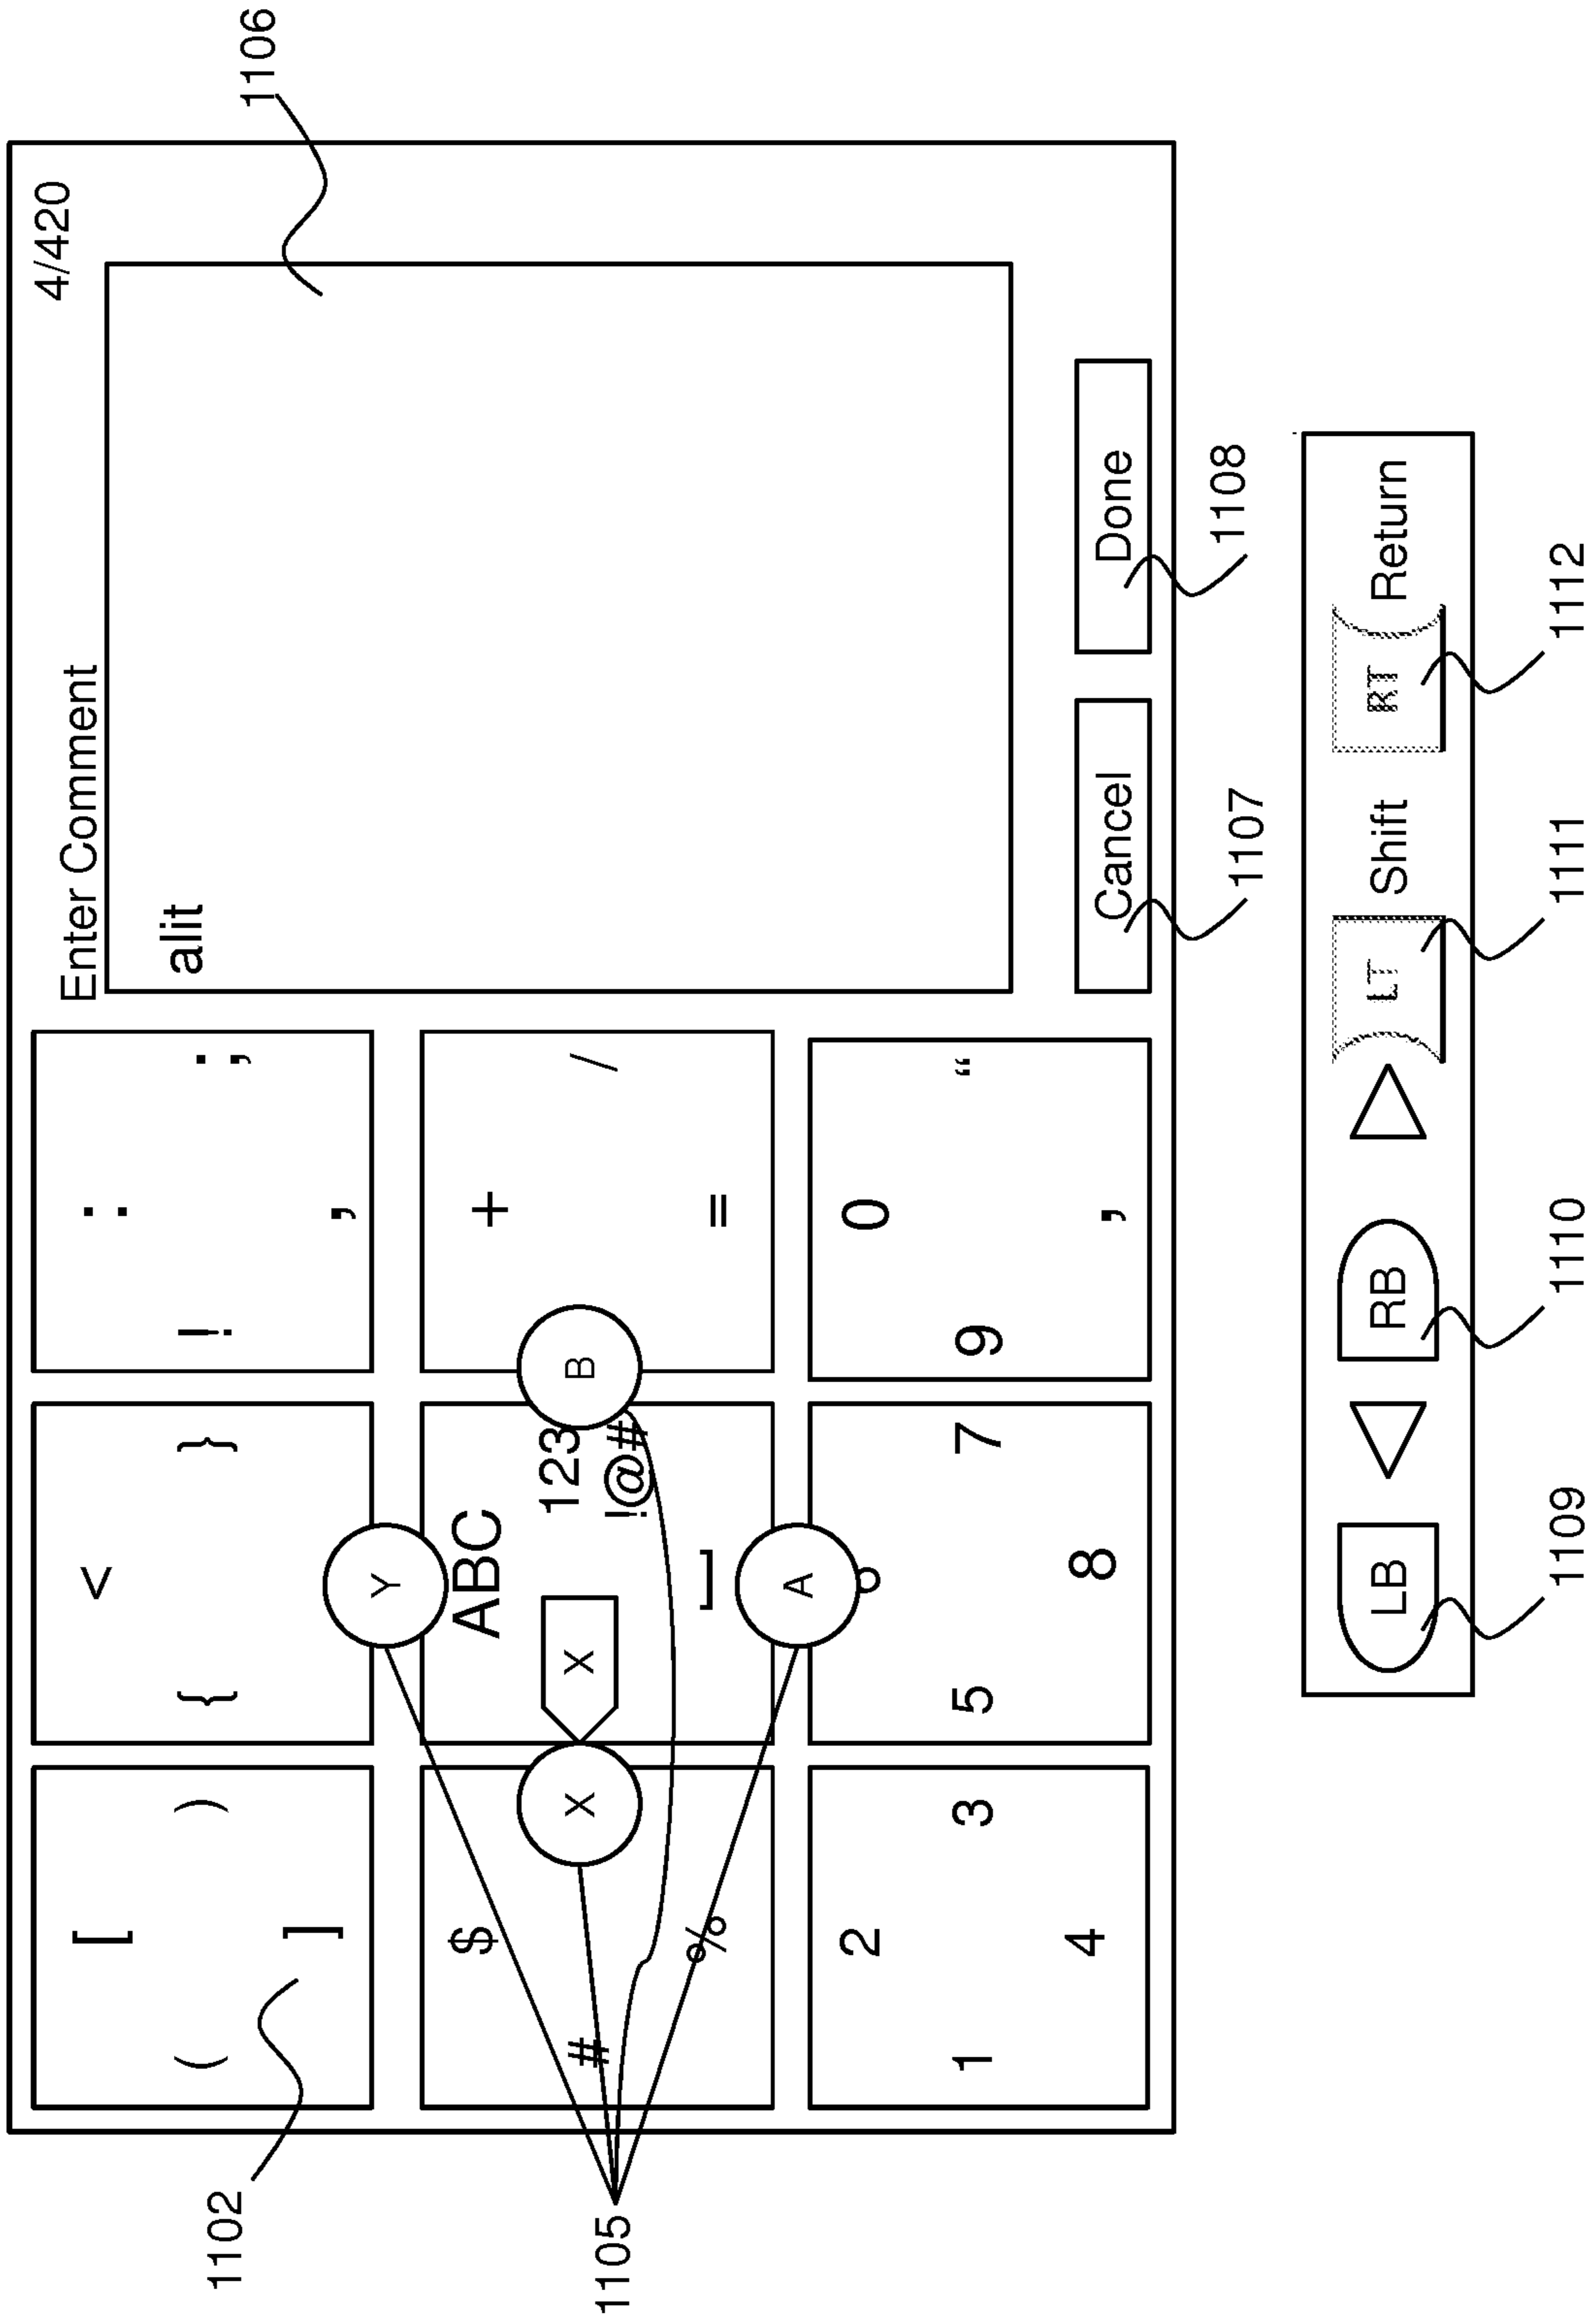 1102
1106
Enter Comment
4/420
[
( )
]
^
{ }
:
! ;
,
alit
Y
$
#
%
ABC
X X
123
!@#
B
A
+
/
=
1105
2
1 3
4
5 7
8
0
9 “
’
Cancel
Done
1107
1108
LB
RB
LT Shift
RT Return
1109
1110
1111
1112